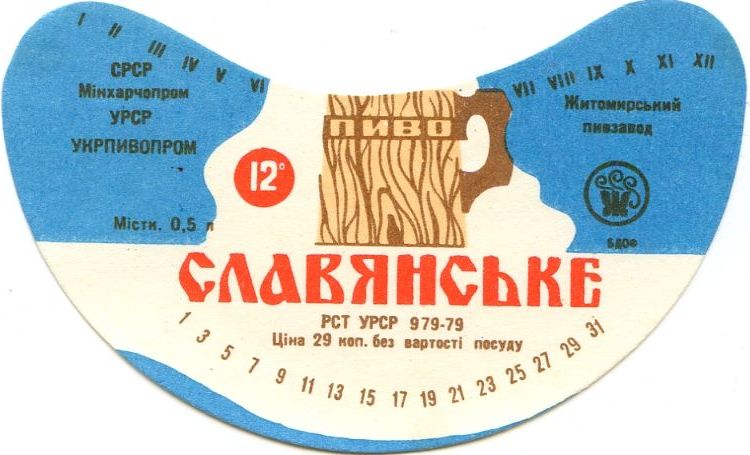 I II III IV V VI
VII VIII IX X XI XII
СРСР
Мінхарчопром
УРСР
УКРПИВОПРОМ
Містк. 0,5 л
12°
ПИВО
Житомирський
пивзавод
БДОФ
СЛАВЯНСЬКЕ
РСТ УРСР 979-79
Ціна 29 коп. без вартості посуду
1 3 5 7 9 11 13 15 17 19 21 23 25 27 29 31